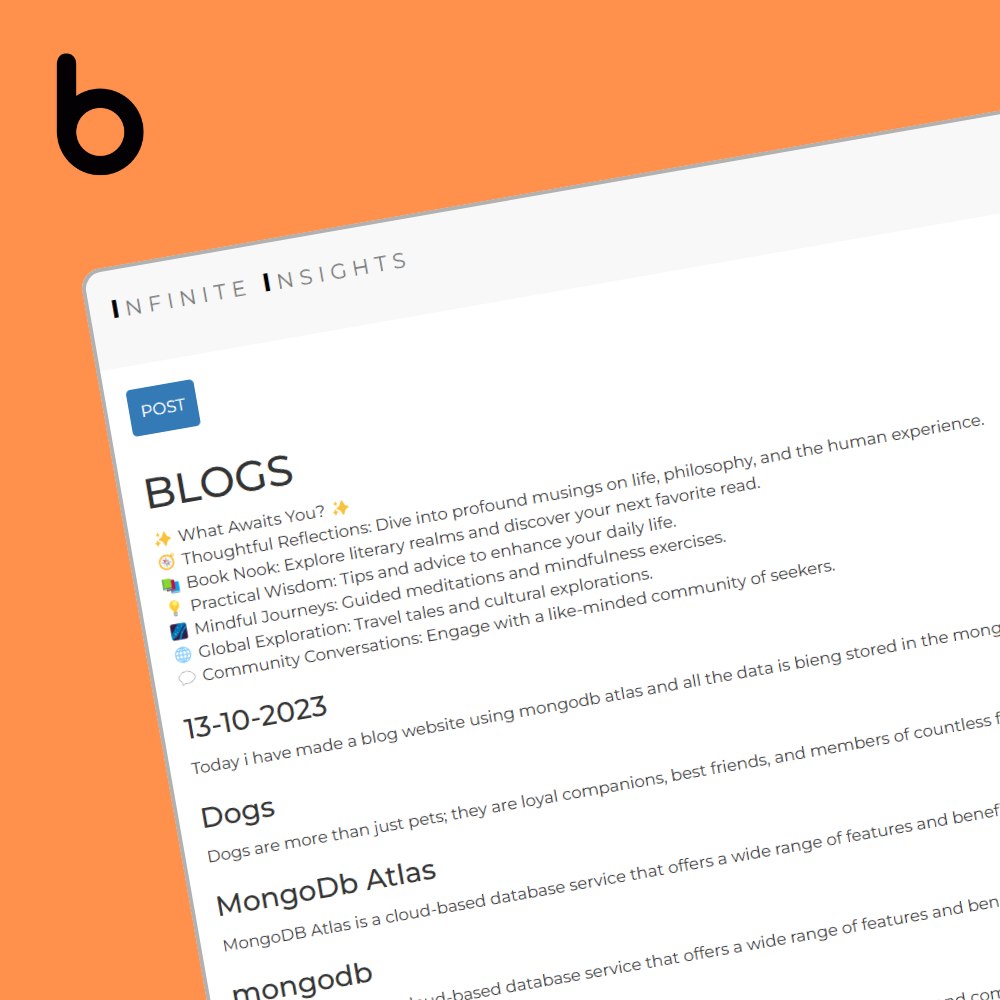 b
INFINITE INSIGHTS
POST
BLOGS
✨ What Awaits You? ✨
🧭 Thoughtful Reflections: Dive into profound musings on life, philosophy, and the human experience.
📚 Book Nook: Explore literary realms and discover your next favorite read.
💡 Practical Wisdom: Tips and advice to enhance your daily life.
🌌 Mindful Journeys: Guided meditations and mindfulness exercises.
🌐 Global Exploration: Travel tales and cultural explorations.
💬 Community Conversations: Engage with a like-minded community of seekers.
13-10-2023
Today i have made a blog website using mongodb atlas and all the data is bieng stored in the mong
Dogs
Dogs are more than just pets; they are loyal companions, best friends, and members of countless f
MongoDb Atlas
MongoDB Atlas is a cloud-based database service that offers a wide range of features and benef
mongodb
oud-based database service that offers a wide range of features and ben
nd com